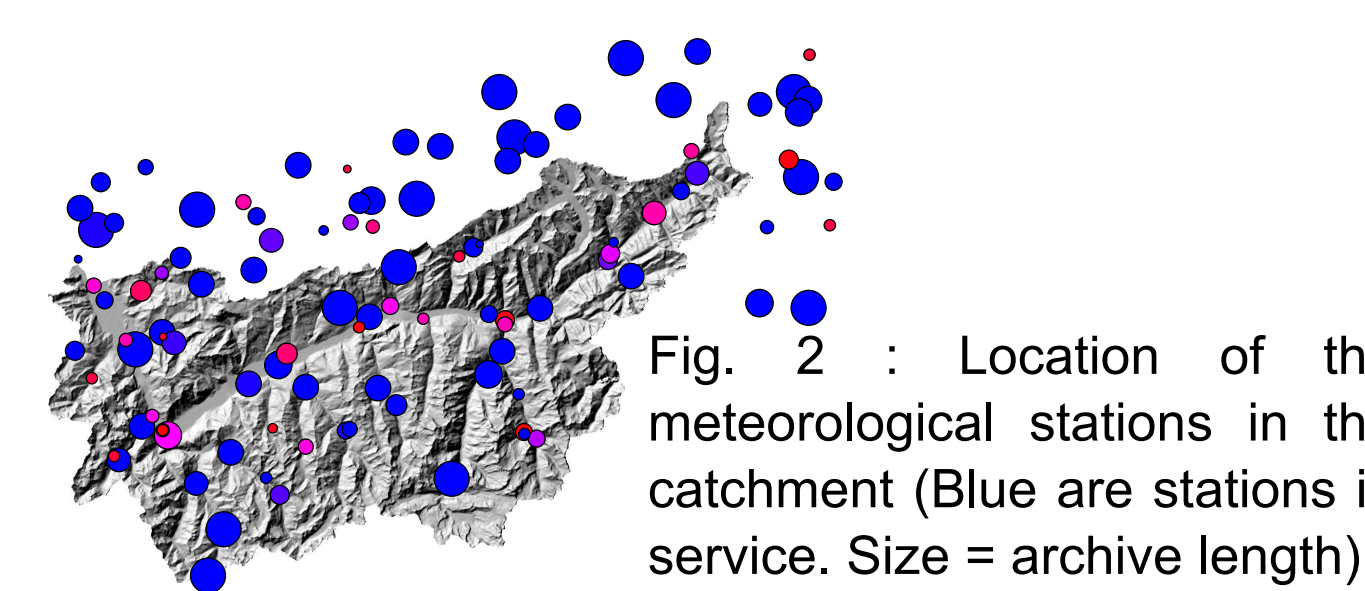 Fig. 2 : Location of th
meteorological stations in th
catchment (Blue are stations i
service. Size = archive length)